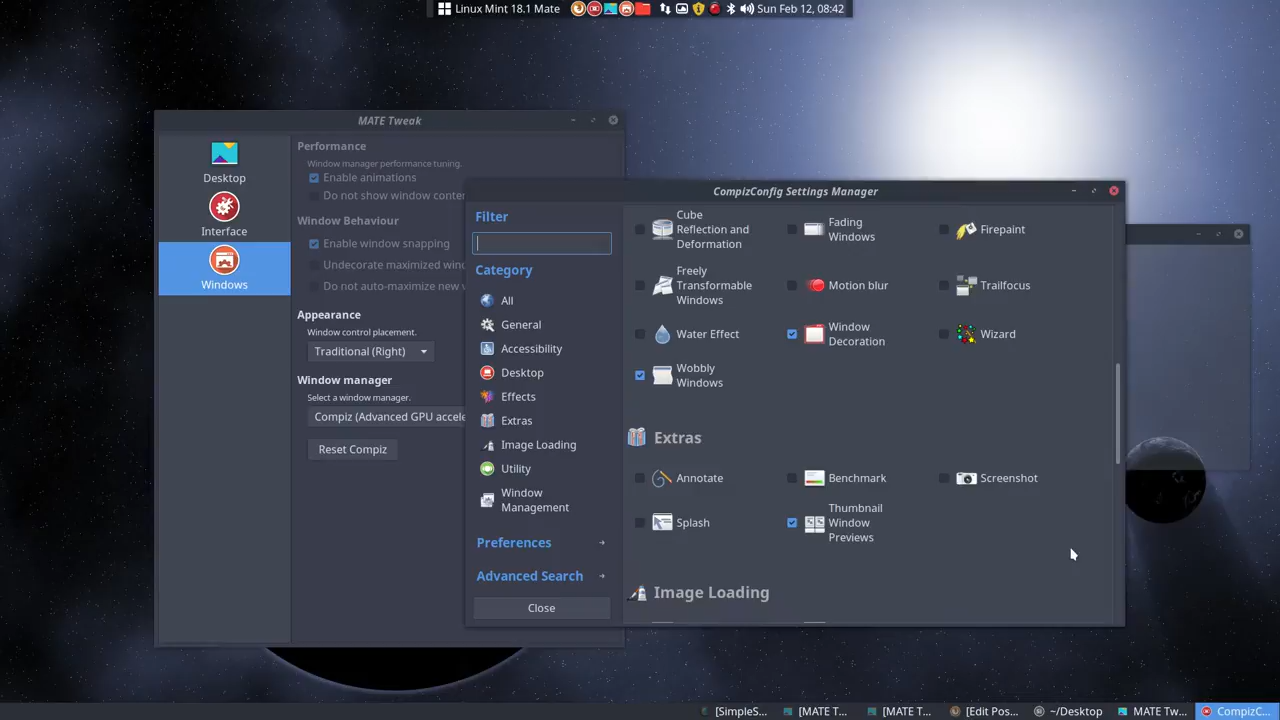 Linux Mint 18.1 Mate
Sun Feb 12, 08:42
MATE Tweak
Desktop
Interface
Windows
Performance
Window manager performance tuning.
Enable animations
Do not show window conten
Window Behaviour
Enable window snapping
Undecorate maximized wind
Do not auto-maximize new w
Appearance
Window control placement.
Traditional (Right)
Window manager
Select a window manager.
Compiz (Advanced GPU accele
Reset Compiz
CompizConfig Settings Manager
Filter
Category
All
General
Accessibility
Desktop
Effects
Extras
Image Loading
Utility
Window
Management
Preferences
Advanced Search
Close
Cube
Reflection and
Deformation
Fading
Windows
Firepaint
Freely
Transformable
Windows
Motion blur
Trailfocus
Water Effect
Window
Decoration
Wizard
Wobbly
Windows
Extras
Annotate
Benchmark
Screenshot
Splash
Thumbnail
Window
Previews
Image Loading
[SimpleS...
[MATE T...
[MATE T...
[Edit Pos...
~/Desktop
MATE Tw...
CompizC...